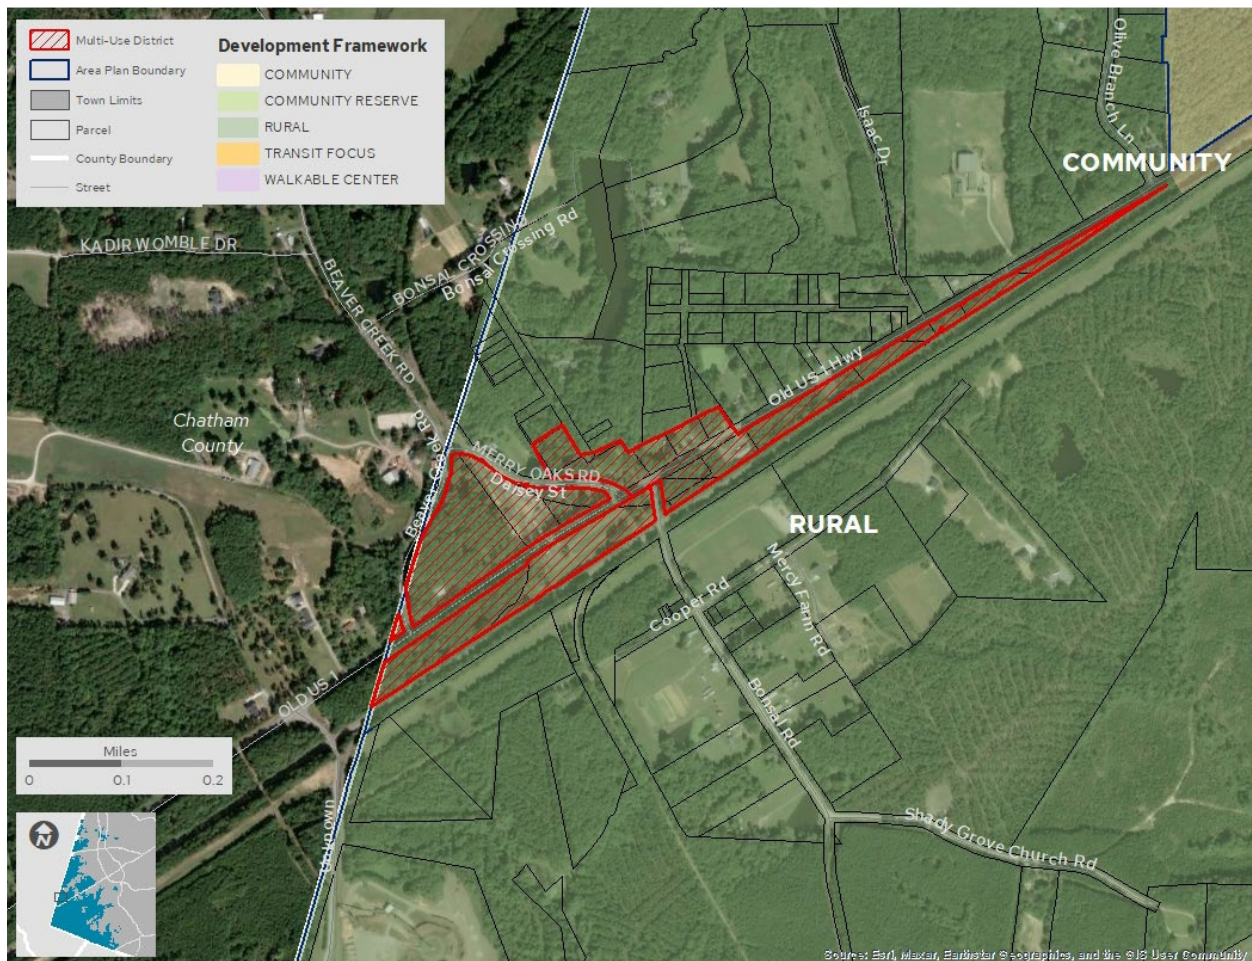 Multi-Use District
Area Plan Boundary
Town Limits
Parcel
County Boundary
Street
Development Framework
COMMUNITY
COMMUNITY RESERVE
RURAL
TRANSIT FOCUS
WALKABLE CENTER
Olive Branch Ln
Isaac Dr
COMMUNITY
KADIR WOMBLE DR
BONSAL CROSSING
Bonsal Crossing Rd
BEAVER CREEK RD
Old US 1 Hwy
Chatham
County
Beaver Creek Rd
MERRY OAKS RD
Daisey St
RURAL
Mercy Farm Rd
Cooper Rd
OLD US 1
Bonsal Rd
Miles
0 0.1 0.2
Unknown
Shady Grove Church Rd
N
Source: Esri, Maxar, Earthstar Geographics, and the GIS User Community